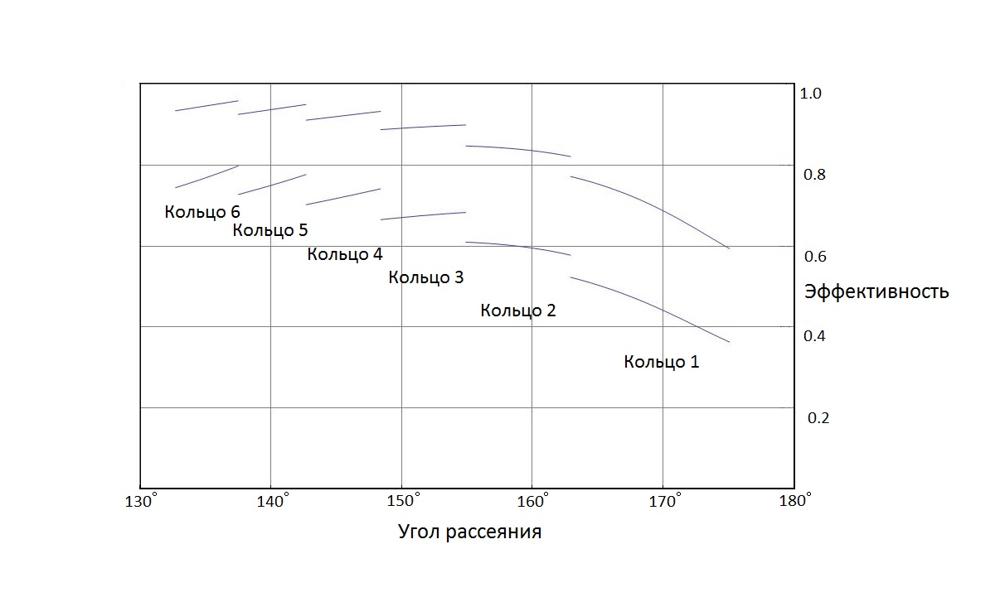 1.0
0.8
Кольцо 6
Кольцо 5
Кольцо 4
0.6
Кольцо 3
Эффективность
Кольцо 2
0.4
Кольцо 1
0.2
130° 140° 150° 160° 170° 180°
Угол рассеяния